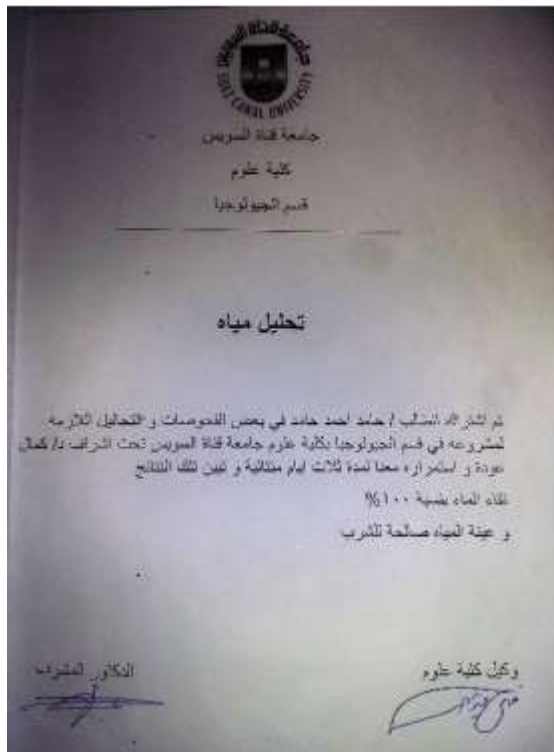 جامعة قناة السويس
SUEZ CANAL UNIVERSITY
جامعة قناة السويس
كلية علوم
قسم الجيولوجيا
تحليل مياه
تم اشتراك الطالب / حامد احمد حامد في بعض الفحوصات و التحاليل اللازمه
لمشروعه في قسم الجيولوجيا بكلية علوم جامعة قناة السويس تحت اشراف د/ كمال
عودة و استمراره معنا لمدة ثلاث ايام متتالية و تبين تلك النتائج
نقاء الماء بنسبة ١٠٠%
و عينة المياه صالحة للشرب
وكيل كلية علوم
الدكتور المشرف